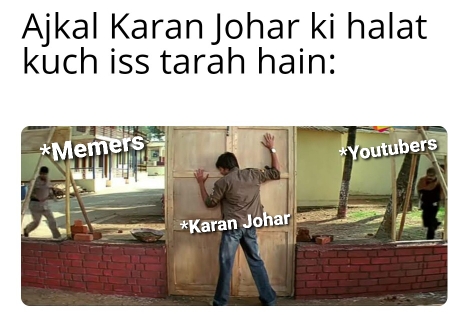 Ajkal Karan Johar ki halat
kuch iss tarah hain:
*Memers
*Youtubers
*Karan Johar